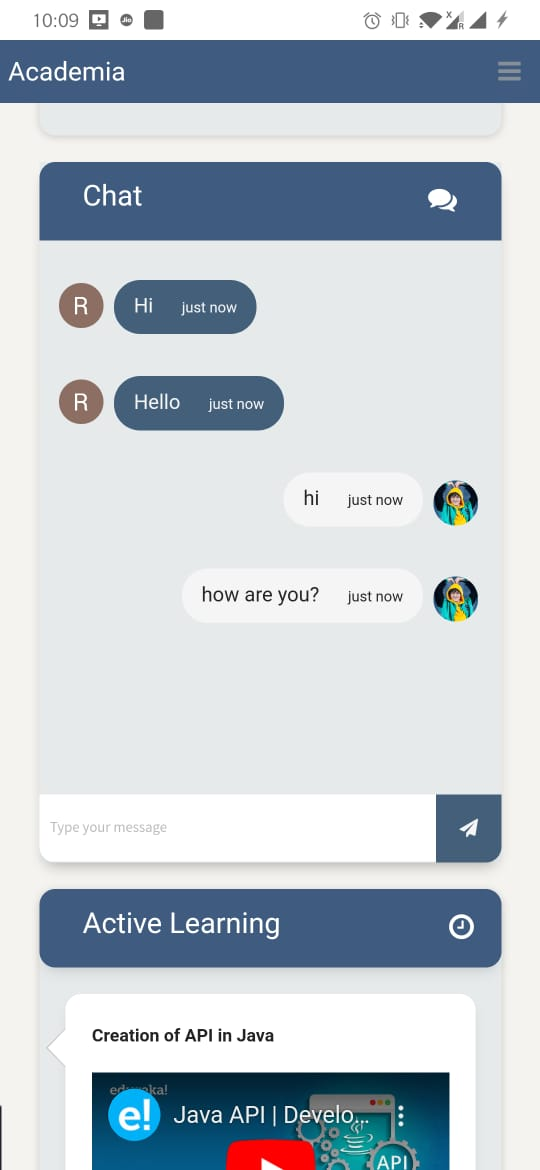 10:09
Jio
X
R
Academia
Chat
R Hi just now
R Hello just now
hi just now
how are you? just now
Type your message
Active Learning
Creation of API in Java
edureka!
e! Java API | Develo...
API